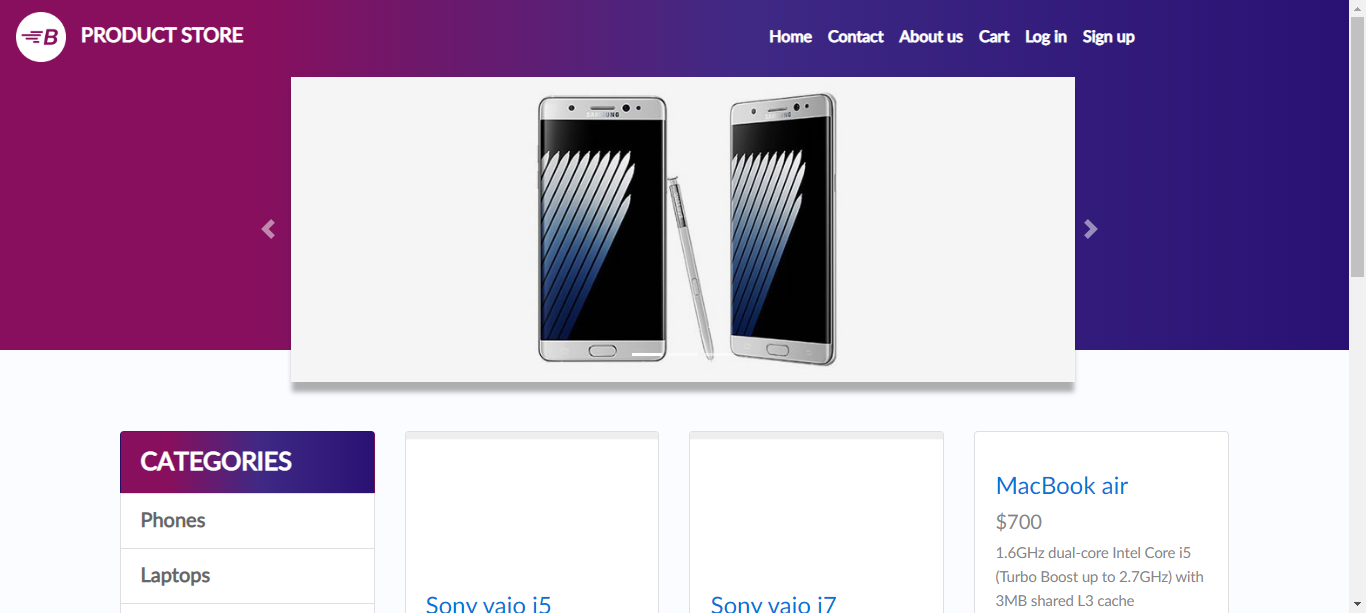 B PRODUCT STORE
Home Contact About us Cart Log in Sign up
SAMSUNG SAMSUNG
CATEGORIES
Phones
Laptops
Sony vaio i5
Sony vaio i7
MacBook air
$700
1.6GHz dual-core Intel Core i5
(Turbo Boost up to 2.7GHz) with
3MB shared L3 cache